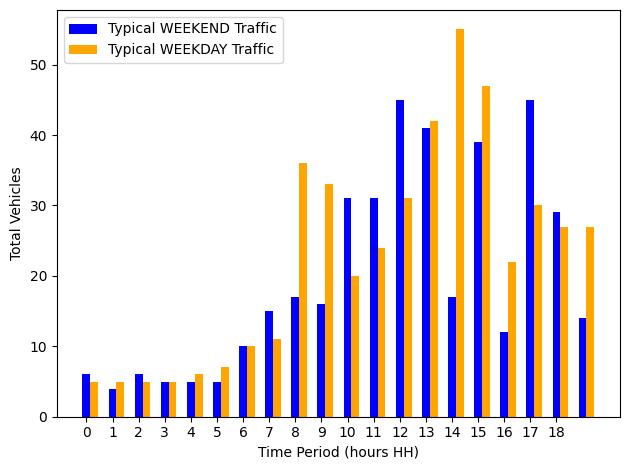 Typical WEEKEND Traffic
Typical WEEKDAY Traffic
50
40
30
20
10
0
Total Vehicles
0 1 2 3 4 5 6 7 8 9 10 11 12 13 14 15 16 17 18
Time Period (hours HH)